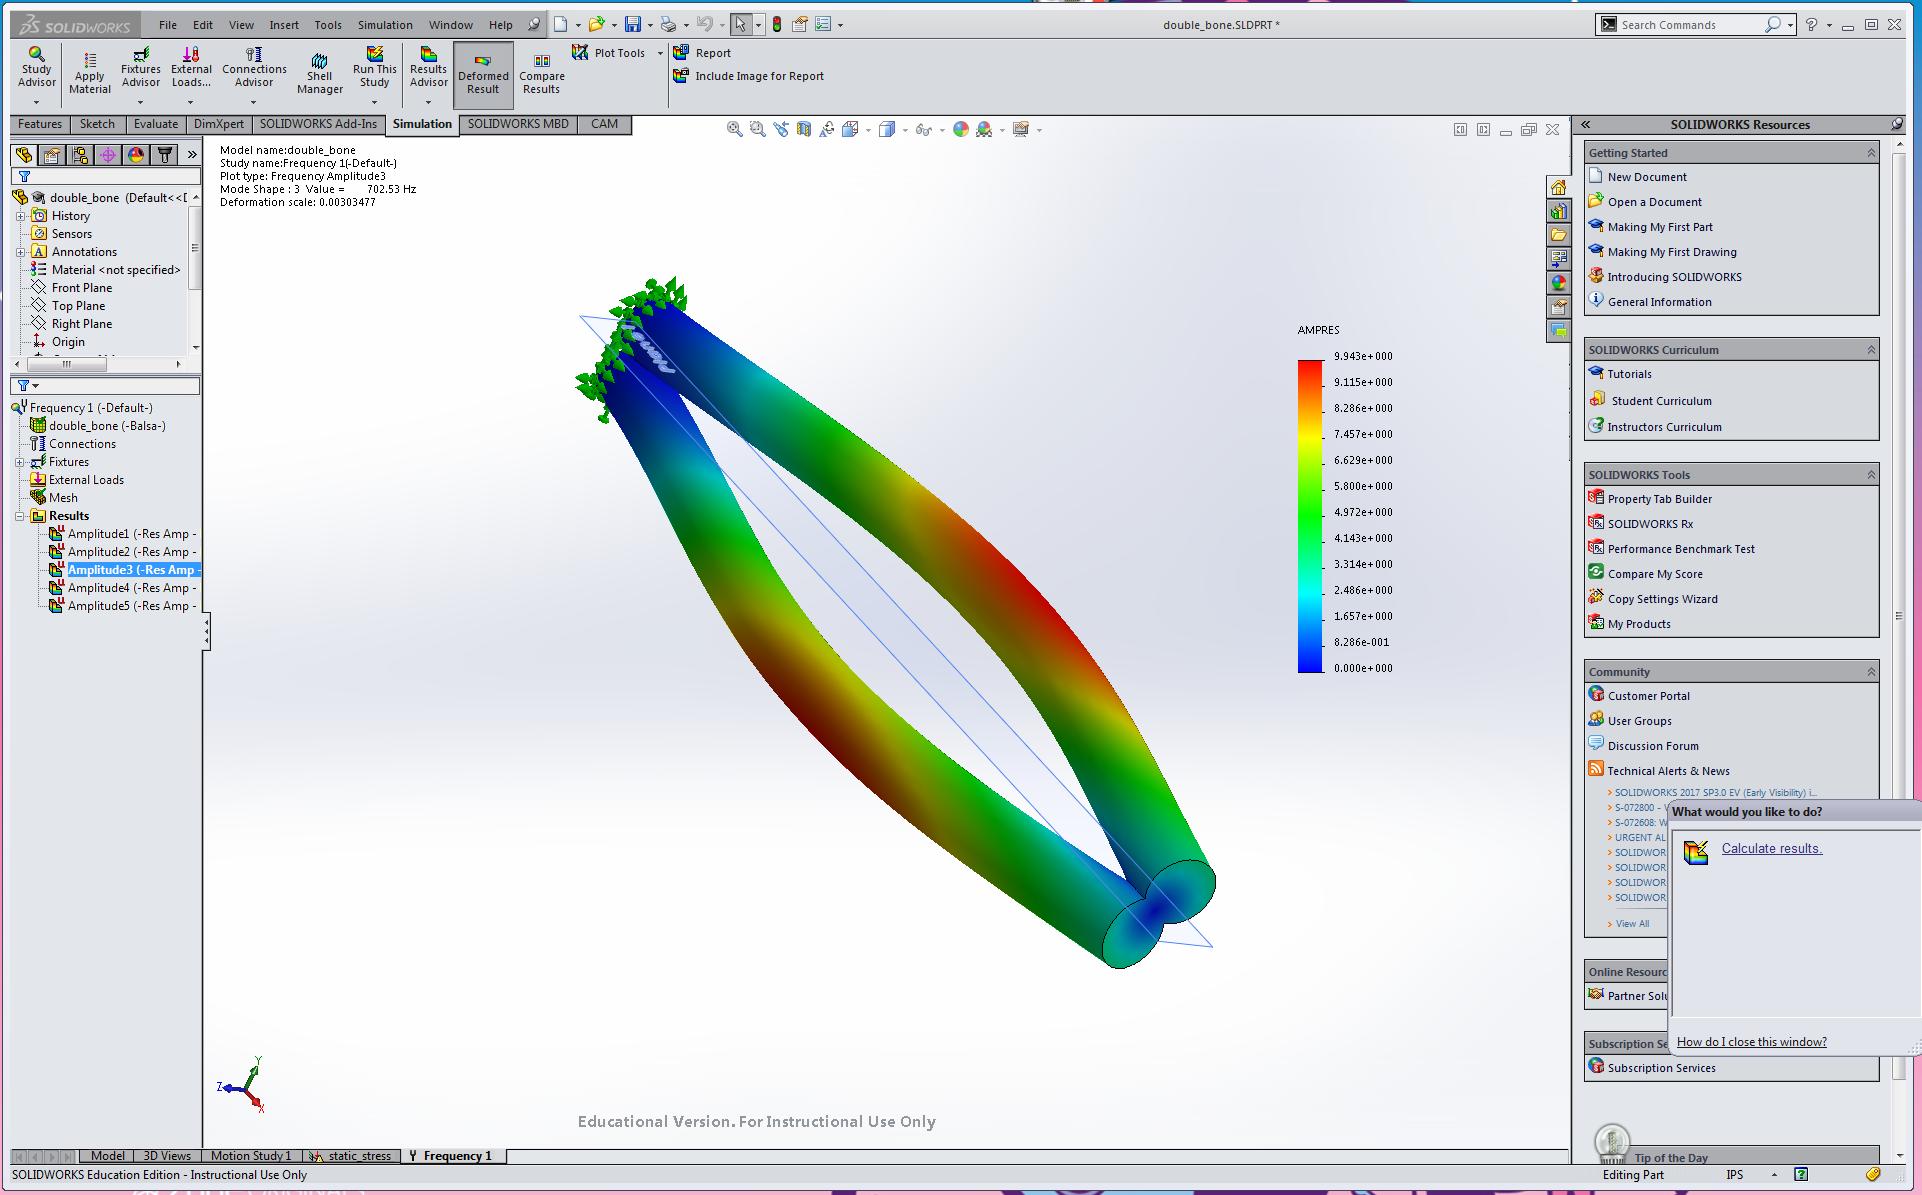 SOLIDWORKS
File Edit View Insert Tools Simulation Window Help
double_bone.SLDPRT *
Search Commands
Study Advisor
Apply Material
Fixtures Advisor
External Loads...
Connections Advisor
Shell Manager
Run This Study
Results Advisor
Deformed Result
Compare Results
Plot Tools
Report
Include Image for Report
Features Sketch Evaluate DimXpert SOLIDWORKS Add-Ins Simulation SOLIDWORKS MBD CAM
double_bone (Default<<D
History
Sensors
Annotations
Material <not specified>
Front Plane
Top Plane
Right Plane
Origin
Frequency 1 (-Default-)
double_bone (-Balsa-)
Connections
Fixtures
External Loads
Mesh
Results
Amplitude1 (-Res Amp -
Amplitude2 (-Res Amp -
Amplitude3 (-Res Amp -
Amplitude4 (-Res Amp -
Amplitude5 (-Res Amp -
Model name:double_bone
Study name:Frequency 1(-Default-)
Plot type: Frequency Amplitude3
Mode Shape : 3 Value = 702.53 Hz
Deformation scale: 0.00303477
AMPRES
9.943e+000
9.115e+000
8.286e+000
7.457e+000
6.629e+000
5.800e+000
4.972e+000
4.143e+000
3.314e+000
2.486e+000
1.657e+000
8.286e-001
0.000e+000
Y
Z
X
Educational Version. For Instructional Use Only
SOLIDWORKS Resources
Getting Started
New Document
Open a Document
Making My First Part
Making My First Drawing
Introducing SOLIDWORKS
General Information
SOLIDWORKS Curriculum
Tutorials
Student Curriculum
Instructors Curriculum
SOLIDWORKS Tools
Property Tab Builder
SOLIDWORKS Rx
Performance Benchmark Test
Compare My Score
Copy Settings Wizard
My Products
Community
Customer Portal
User Groups
Discussion Forum
Technical Alerts & News
SOLIDWORKS 2017 SP3.0 EV (Early Visibility) i...
S-072800 -
S-072608: W
URGENT AL
SOLIDWOR
SOLIDWOR
SOLIDWOR
SOLIDWOR
View All
Online Resourc
Partner Solu
Subscription Se
Subscription Services
Tip of the Day
What would you like to do?
Calculate results.
How do I close this window?
Model 3D Views Motion Study 1 static_stress Frequency 1
SOLIDWORKS Education Edition - Instructional Use Only
Editing Part
IPS